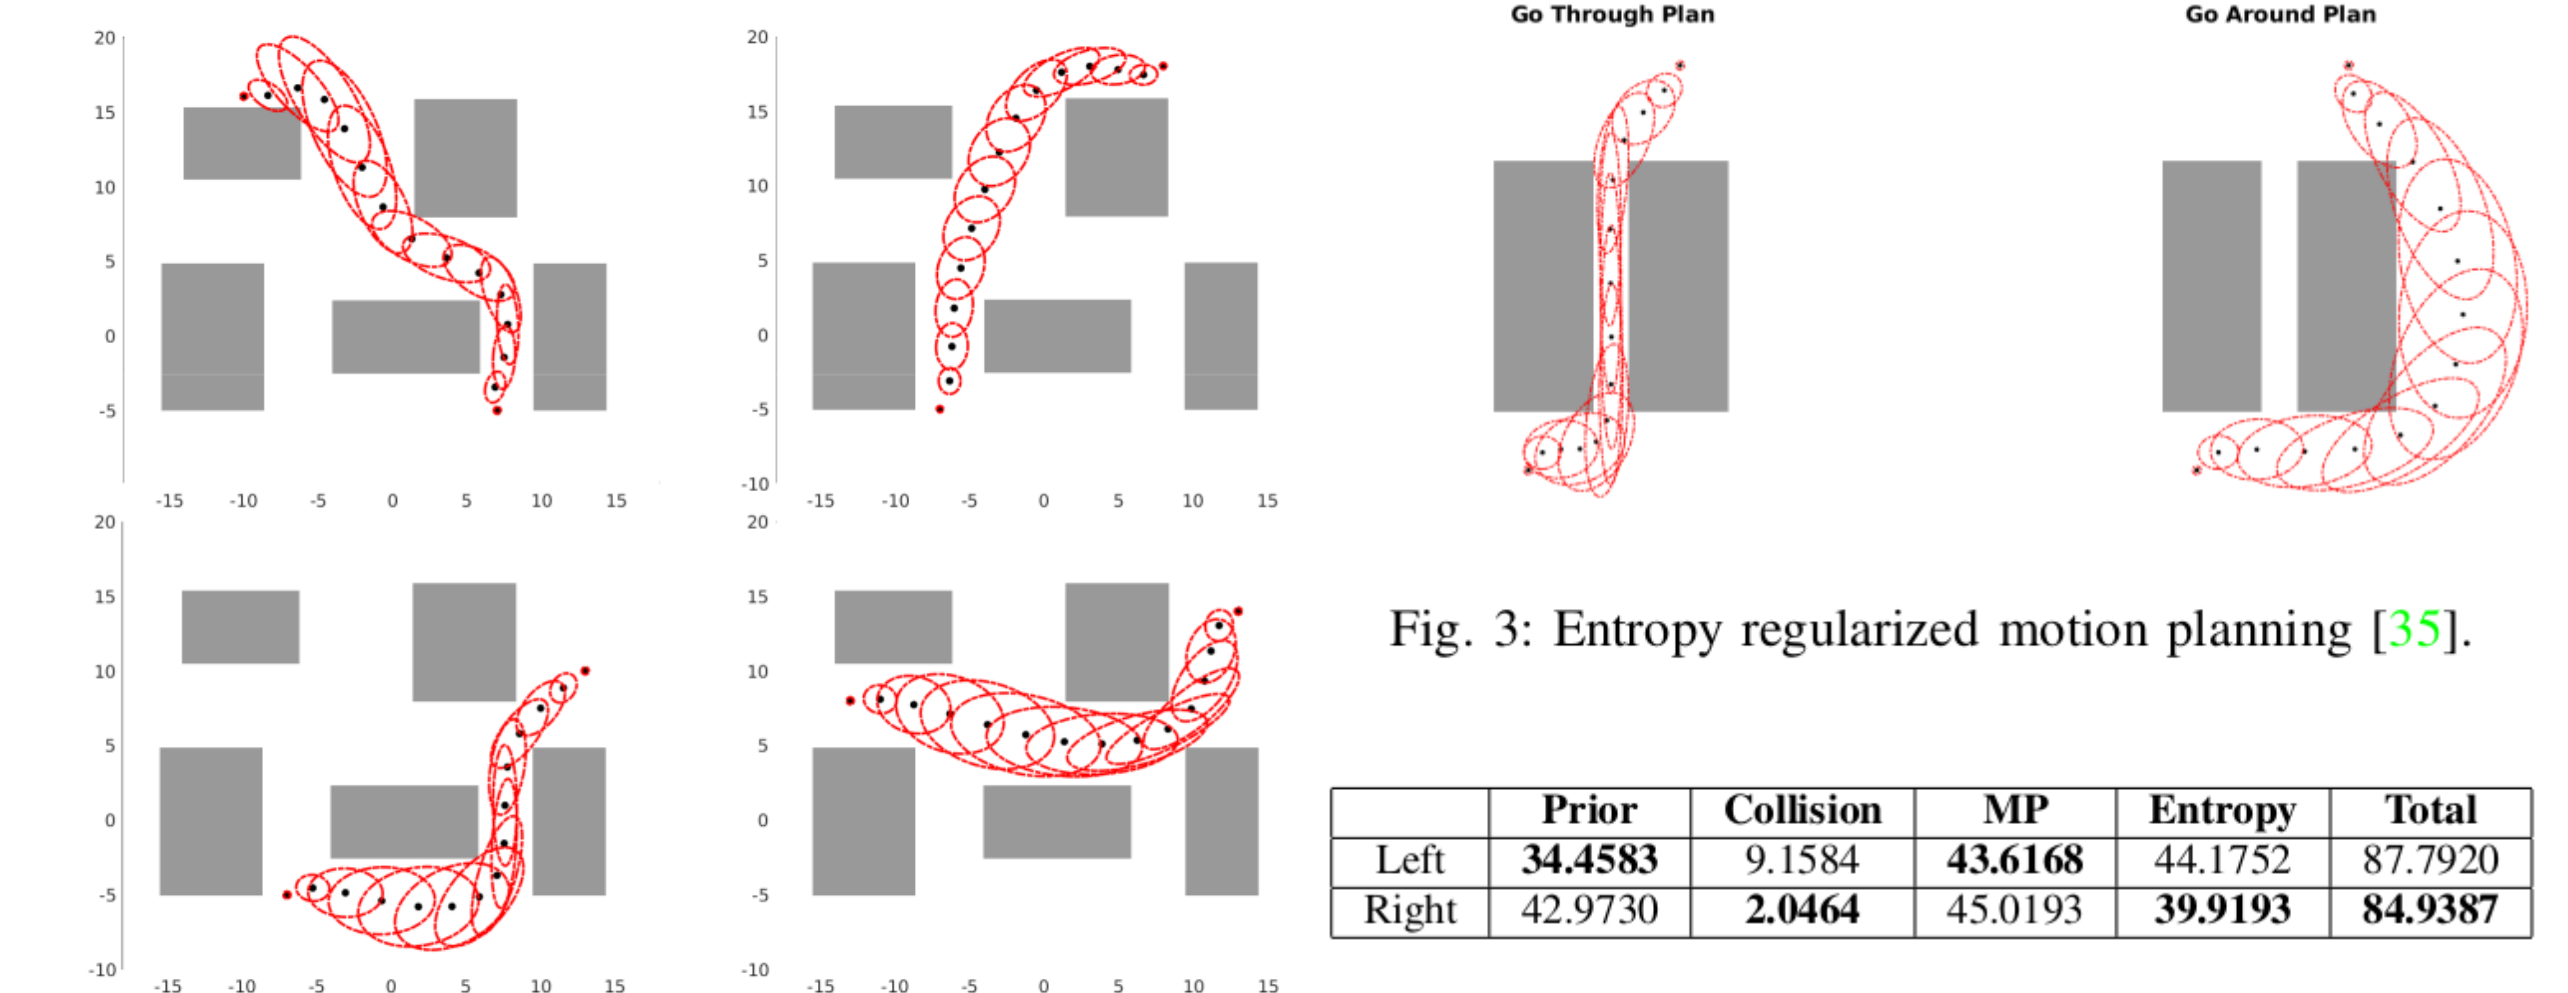 20
15
10
5
0
-5
-15 -10 -5 0 5 10 15
20
15
10
5
0
-5
-10
-15 -10 -5 0 5 10 15
Go Through Plan
Go Around Plan
20
15
10
5
0
-5
-10
-15 -10 -5 0 5 10 15
20
15
10
5
0
-5
-10
-15 -10 -5 0 5 10 15
Fig. 3: Entropy regularized motion planning [35].
Prior Collision MP Entropy Total
Left 34.4583 9.1584 43.6168 44.1752 87.7920
Right 42.9730 2.0464 45.0193 39.9193 84.9387